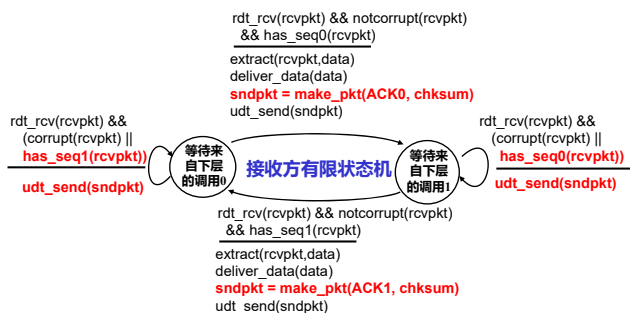 rdt_rcv(rcvpkt) && notcorrupt(rcvpkt)
&& has_seq0(rcvpkt)
extract(rcvpkt,data)
deliver_data(data)
sndpkt = make_pkt(ACK0, chksum)
udt_send(sndpkt)
rdt_rcv(rcvpkt) &&
(corrupt(rcvpkt) ||
has_seq1(rcvpkt))
udt_send(sndpkt)
等待来
自下层
的调用0
接收方有限状态机
等待来
自下层
的调用1
rdt_rcv(rcvpkt) &&
(corrupt(rcvpkt) ||
has_seq0(rcvpkt))
udt_send(sndpkt)
rdt_rcv(rcvpkt) && notcorrupt(rcvpkt)
&& has_seq1(rcvpkt)
extract(rcvpkt,data)
deliver_data(data)
sndpkt = make_pkt(ACK1, chksum)
udt_send(sndpkt)